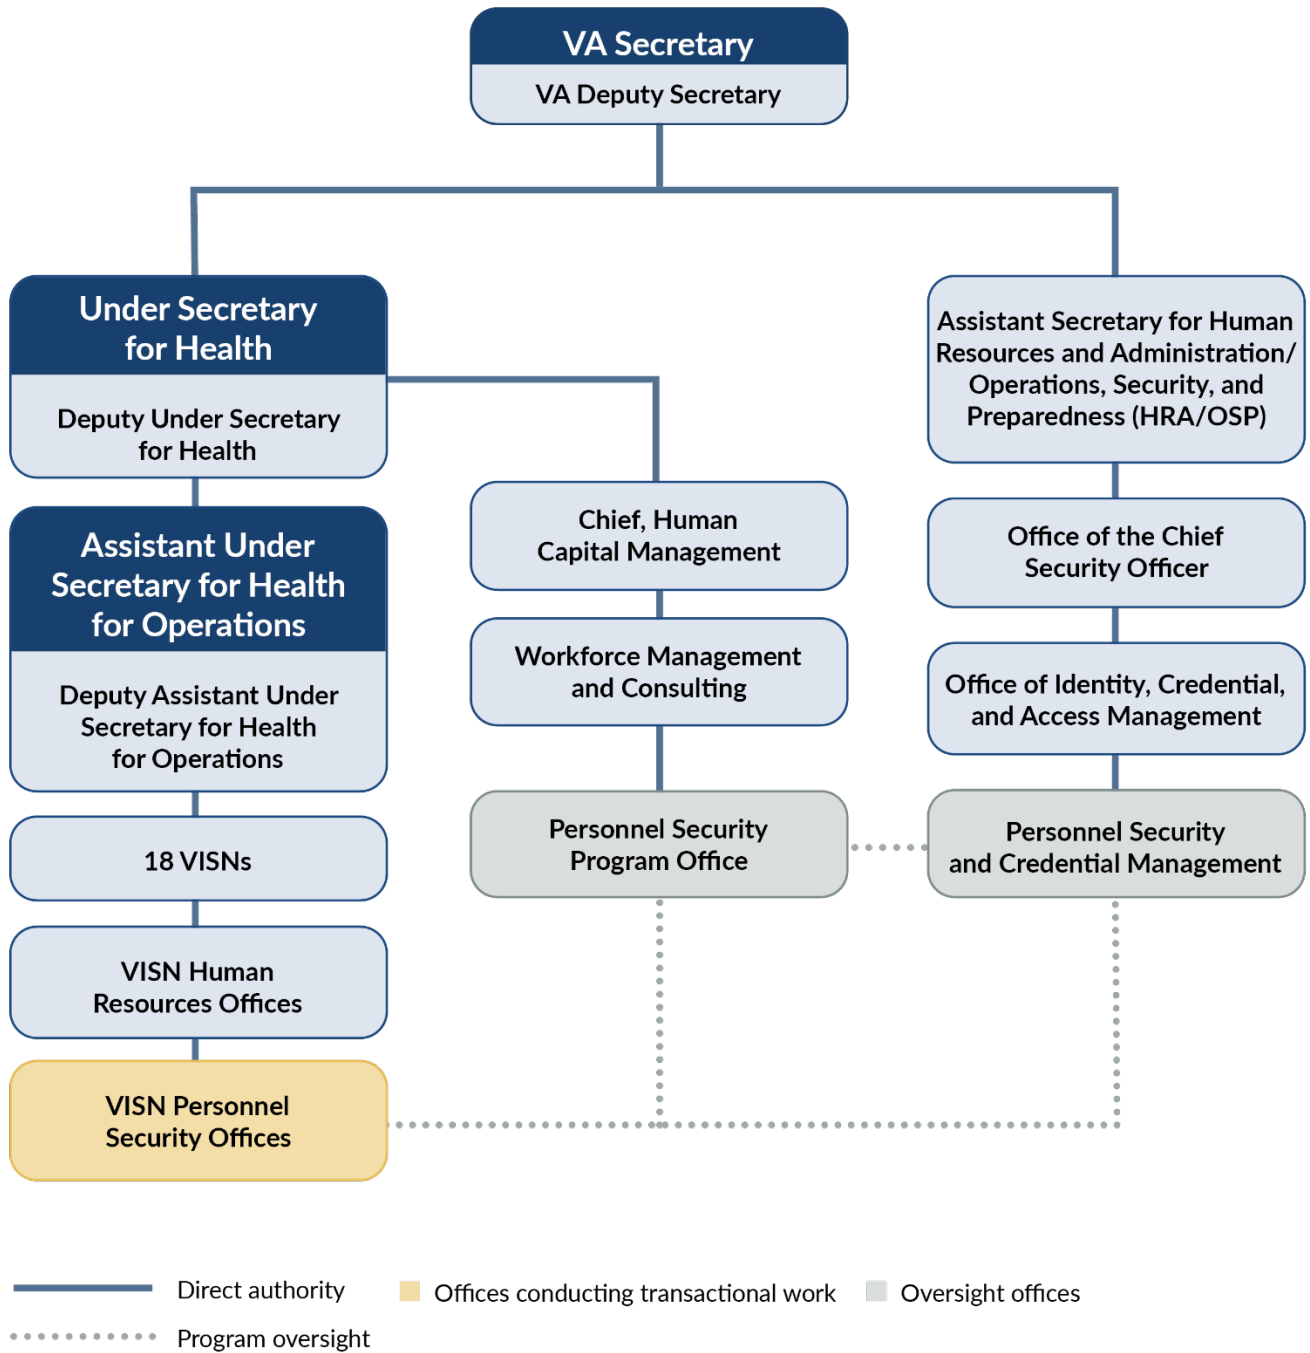 VA Secretary
VA Deputy Secretary
Under Secretary
for Health
Deputy Under Secretary
for Health
Assistant Under
Secretary for Health
for Operations
Deputy Assistant Under
Secretary for Health
for Operations
18 VISNs
VISN Human
Resources Offices
VISN Personnel
Security Offices
Chief, Human
Capital Management
Workforce Management
and Consulting
Personnel Security
Program Office
Assistant Secretary for Human
Resources and Administration/
Operations, Security, and
Preparedness (HRA/OSP)
Office of the Chief
Security Officer
Office of Identity, Credential,
and Access Management
Personnel Security
and Credential Management
Direct authority
Offices conducting transactional work
Oversight offices
Program oversight